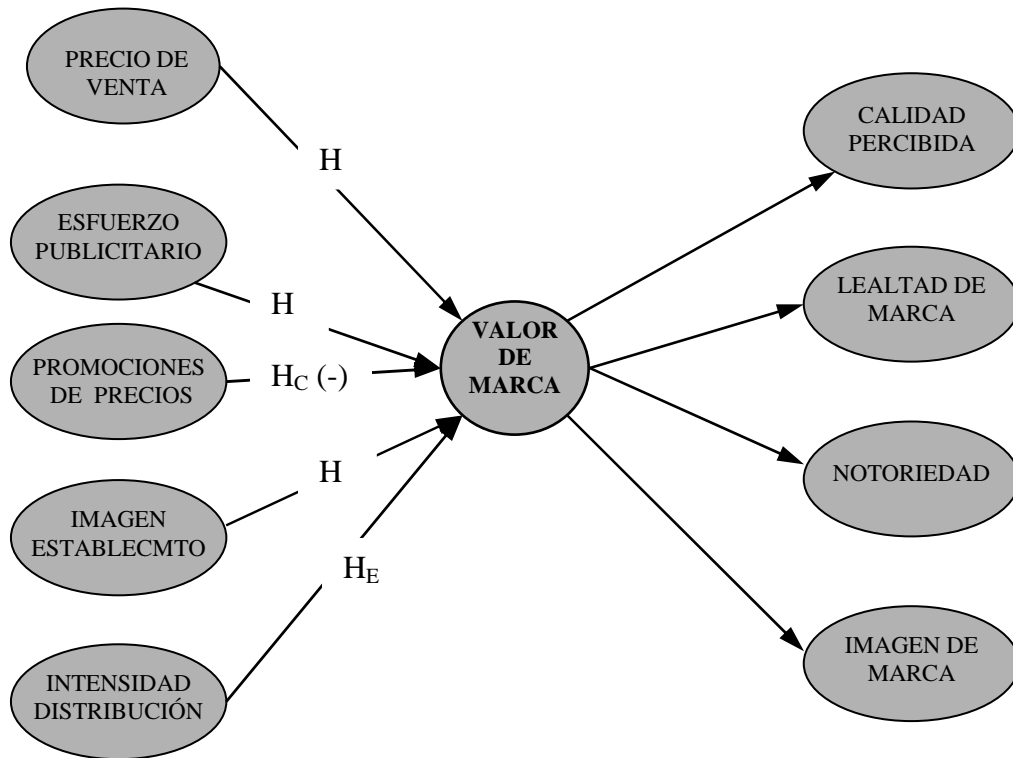 PRECIO DE
VENTA
H
ESFUERZO
PUBLICITARIO
H
PROMOCIONES
DE PRECIOS
HC (-)
IMAGEN
ESTABLECMTO
H
INTENSIDAD
DISTRIBUCIÓN
HE
VALOR
DE
MARCA
CALIDAD
PERCIBIDA
LEALTAD DE
MARCA
NOTORIEDAD
IMAGEN DE
MARCA